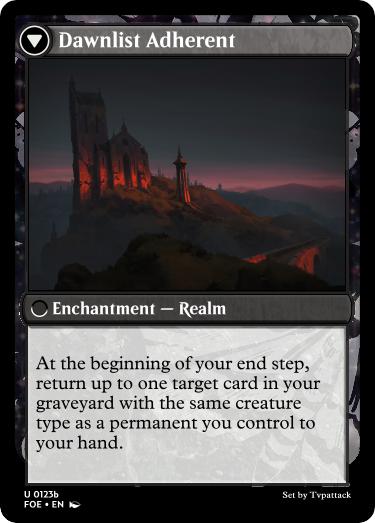 Dawnlist Adherent
Enchantment — Realm
At the beginning of your end step,
return up to one target card in your
graveyard with the same creature
type as a permanent you control to
your hand.
U 0123b
FOE • EN
Set by Tvpattack